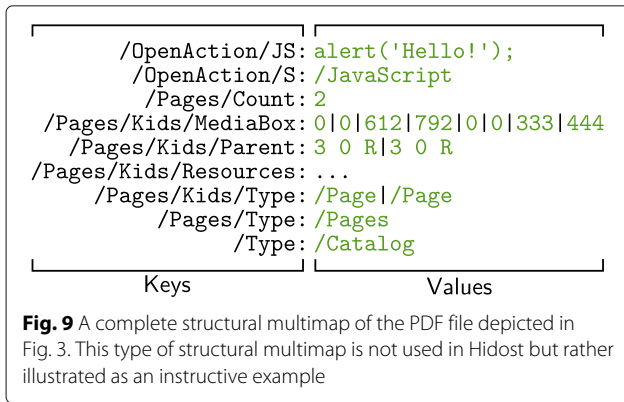 /OpenAction/JS: alert('Hello!');
/OpenAction/S: /JavaScript
/Pages/Count: 2
/Pages/Kids/MediaBox: 0|0|612|792|0|0|333|444
/Pages/Kids/Parent: 3 0 R|3 0 R
/Pages/Kids/Resources: ...
/Pages/Kids/Type: /Page|/Page
/Pages/Type: /Pages
/Type: /Catalog
Keys Values
Fig. 9 A complete structural multimap of the PDF file depicted in
Fig. 3. This type of structural multimap is not used in Hidost but rather
illustrated as an instructive example